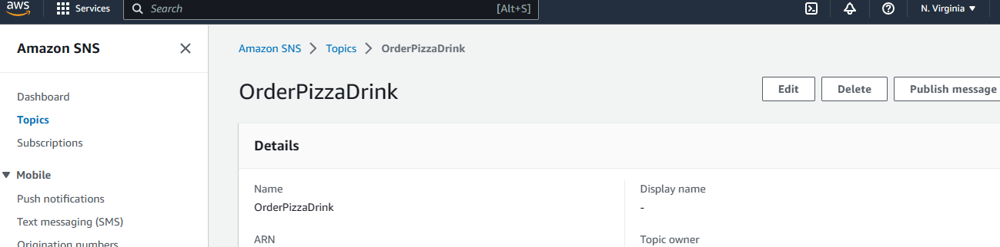 aws
Services
Search
[Alt+S]
N. Virginia
Amazon SNS
Amazon SNS
Topics
OrderPizzaDrink
Dashboard
Topics
Subscriptions
Mobile
Push notifications
Text messaging (SMS)
Origination numbers
OrderPizzaDrink
Edit
Delete
Publish message
Details
Name
OrderPizzaDrink
Display name
-
ARN
Topic owner